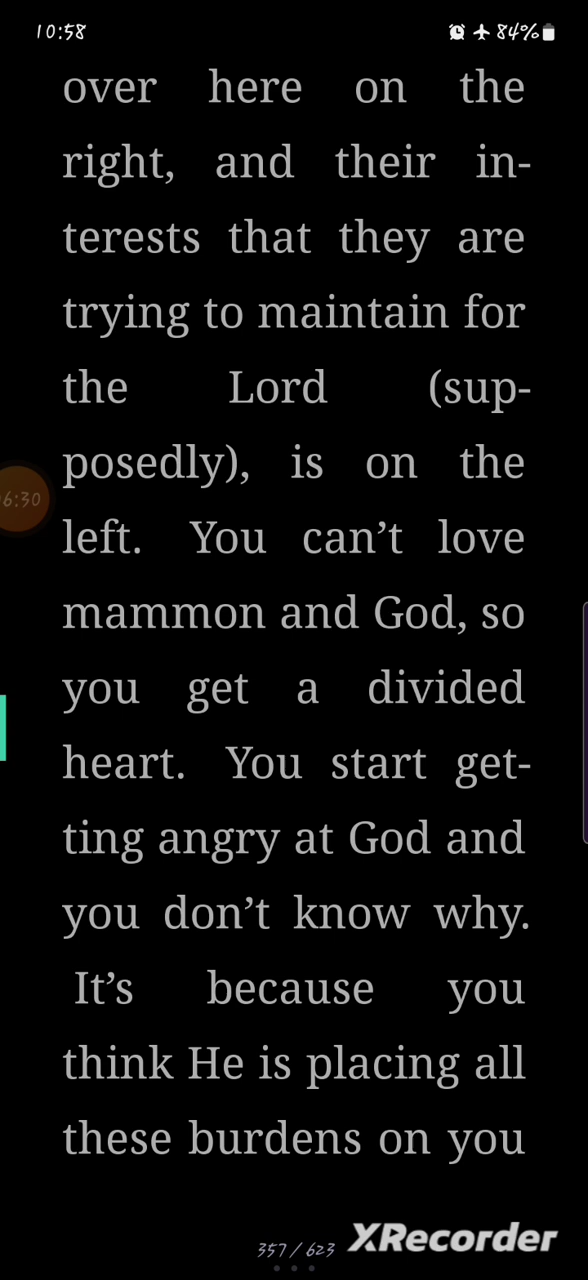 10:58
84%
over here on the
right, and their in-
terests that they are
trying to maintain for
the Lord (sup-
posedly), is on the
06:30
left. You can’t love
mammon and God, so
you get a divided
heart. You start get-
ting angry at God and
you don’t know why.
It’s because you
think He is placing all
these burdens on you
357/623
XRecorder